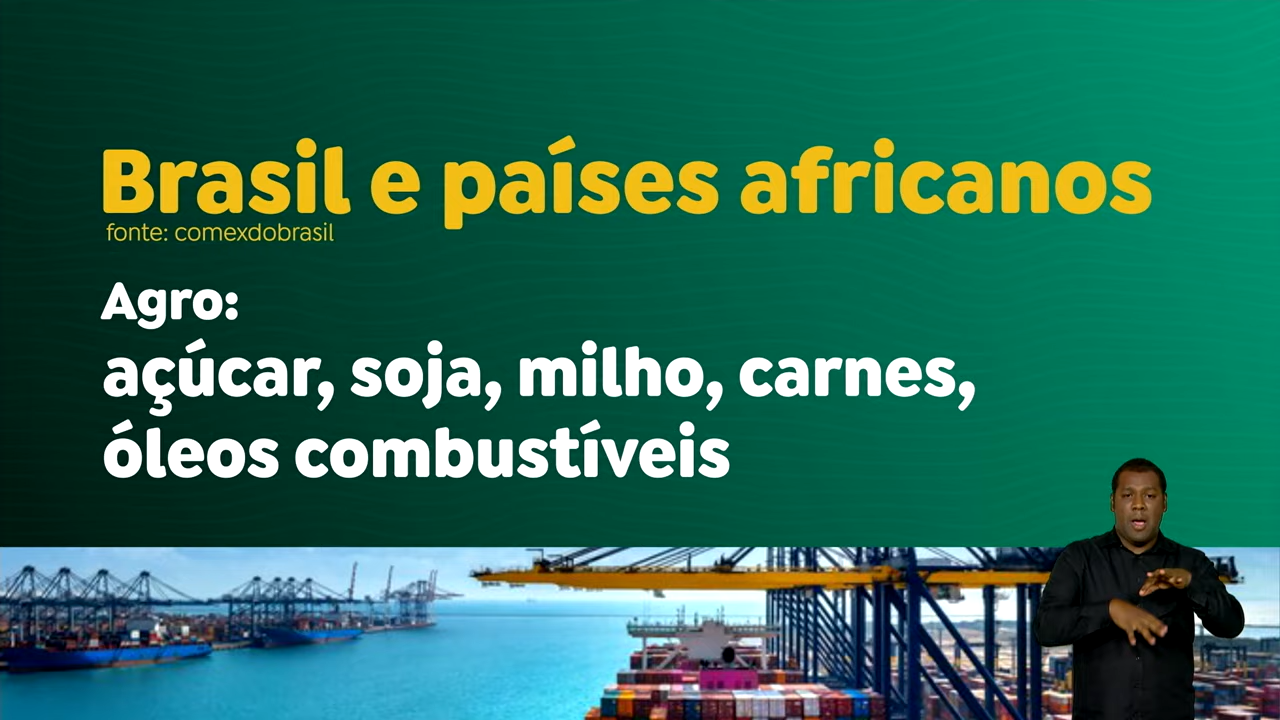 Brasil e países africanos
fonte: comexdobrasil
Agro:
açúcar, soja, milho, carnes,
óleos combustíveis